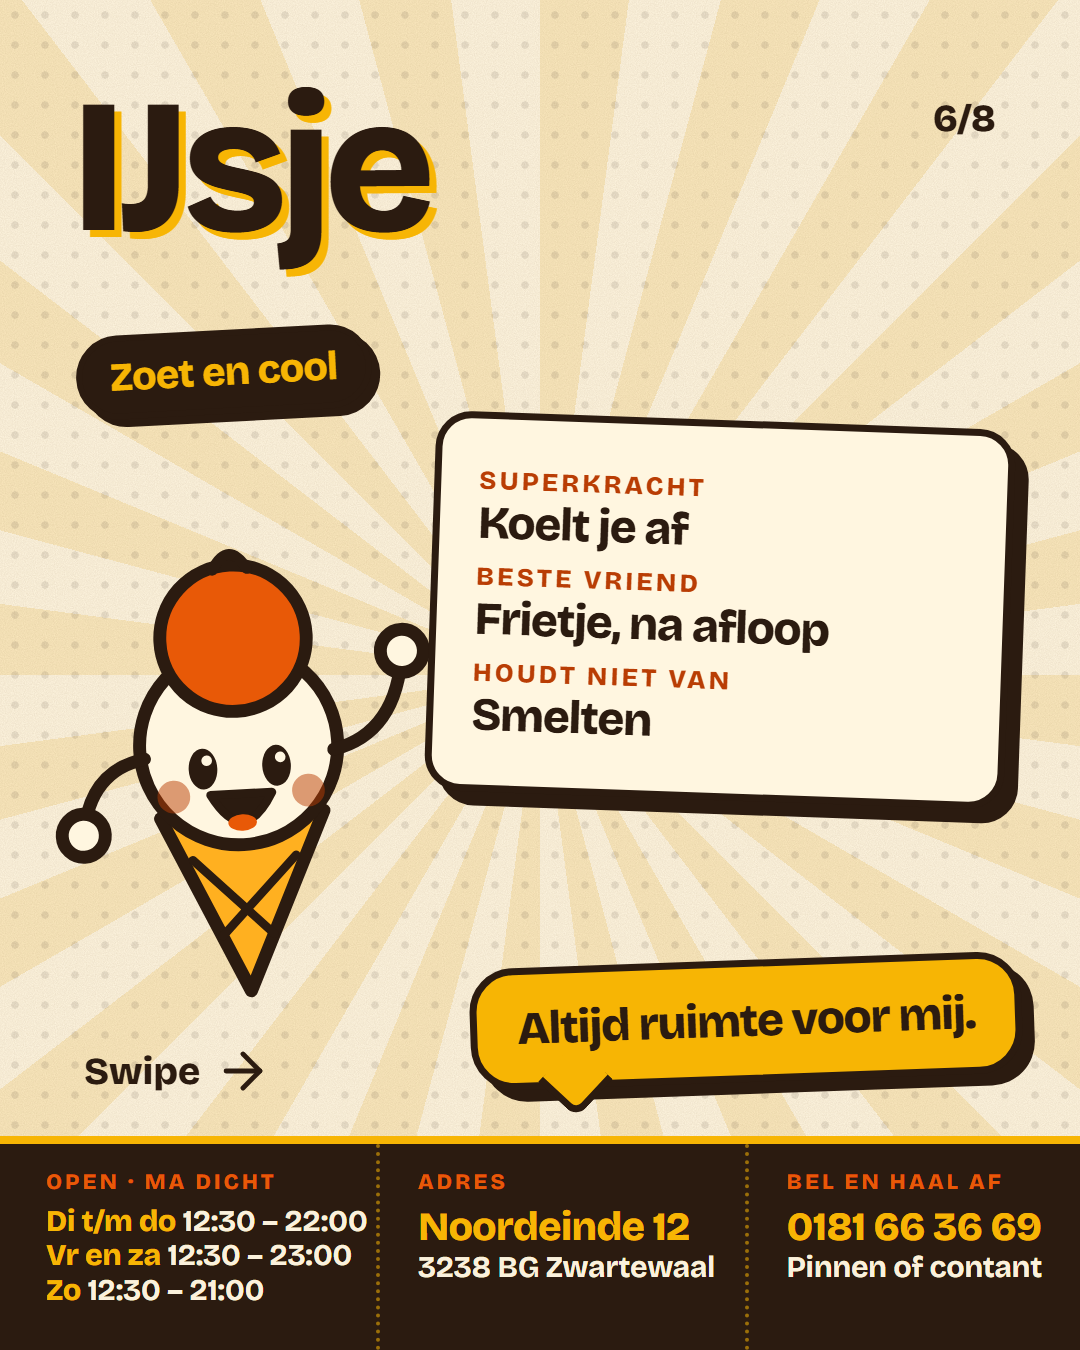 IJsje
6/8
Zoet en cool
SUPERKRACHT
Koelt je af
BESTE VRIEND
Frietje, na afloop
HOUDT NIET VAN
Smelten
Altijd ruimte voor mij.
Swipe →
OPEN · MA DICHT
Di t/m do 12:30 – 22:00
Vr en za 12:30 – 23:00
Zo 12:30 – 21:00
ADRES
Noordeinde 12
3238 BG Zwartewaal
BEL EN HAAL AF
0181 66 36 69
Pinnen of contant